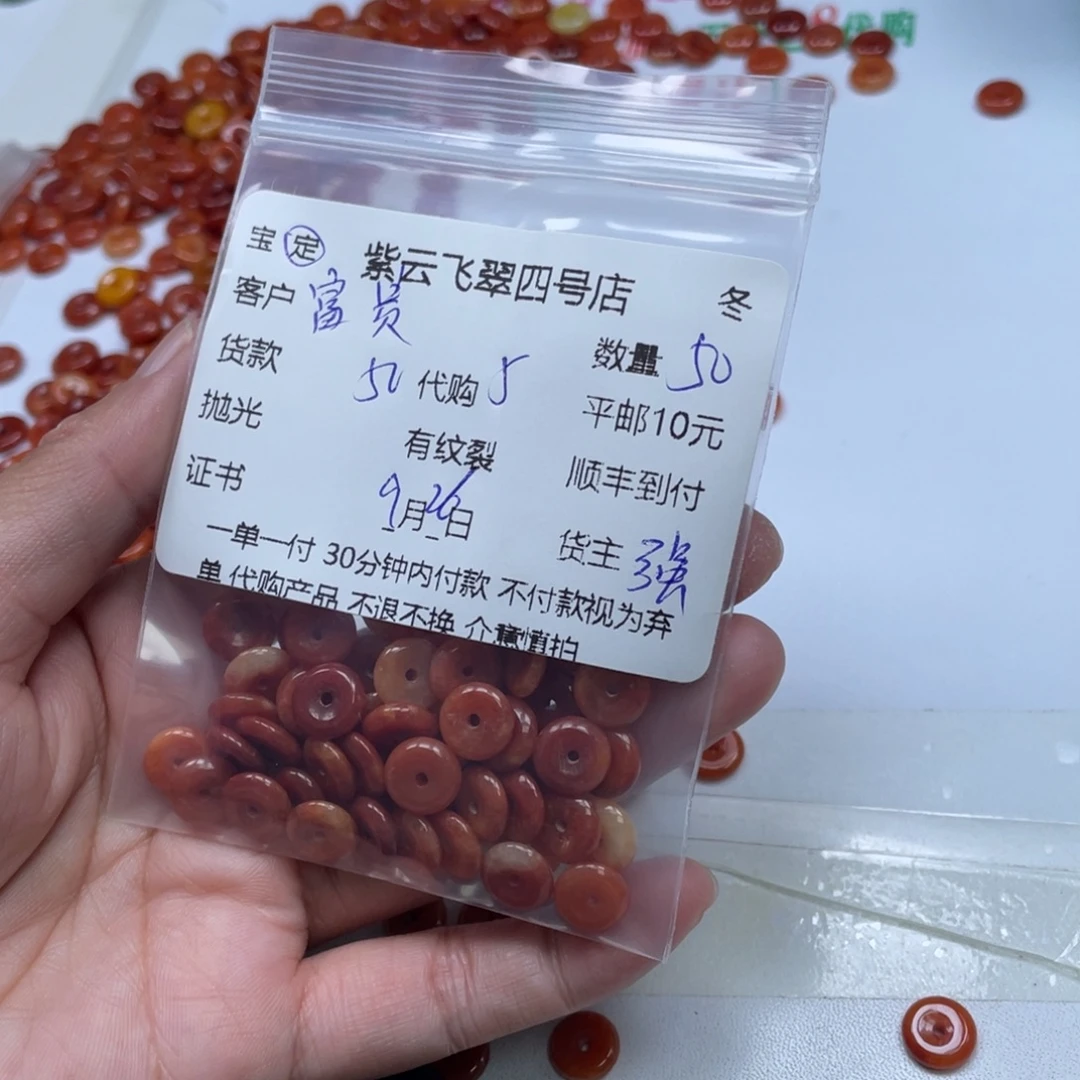 宝 定 紫云飞翠四号店 冬
客户 富贵
货款 50 代购 5 数量 50
抛光 有纹裂 平邮10元
证书 9月26日 顺丰到付
货主 强
一单一付 30分钟内付款 不付款视为弃
单 代购产品 不退不换 介意慎拍
代购